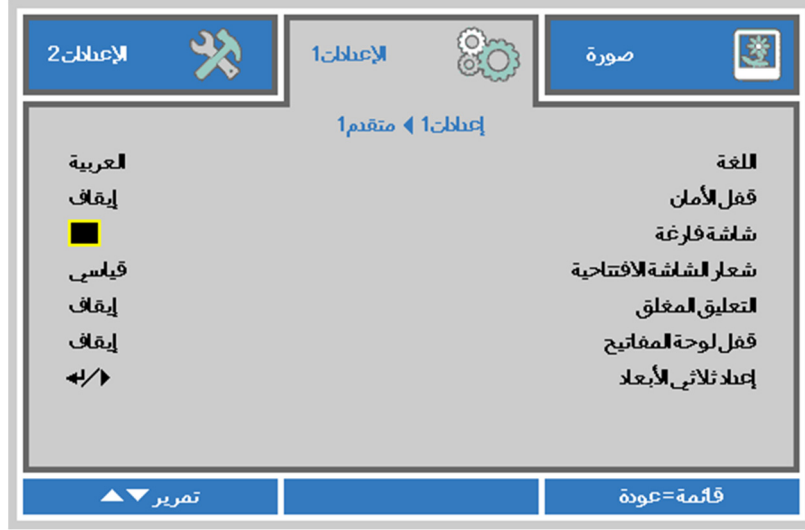 صورة
الإعدادات1
الإعدادات2
إعدادات1 ◀ متقدم1
اللغة العربية
قفل الأمان إيقاف
شاشة فارغة
شعار الشاشة الافتتاحية قياسي
التعليق المغلق إيقاف
قفل لوحة المفاتيح إيقاف
إعداد ثلاثي الأبعاد ↵/▶
قائمة=عودة
تمرير ▼▲